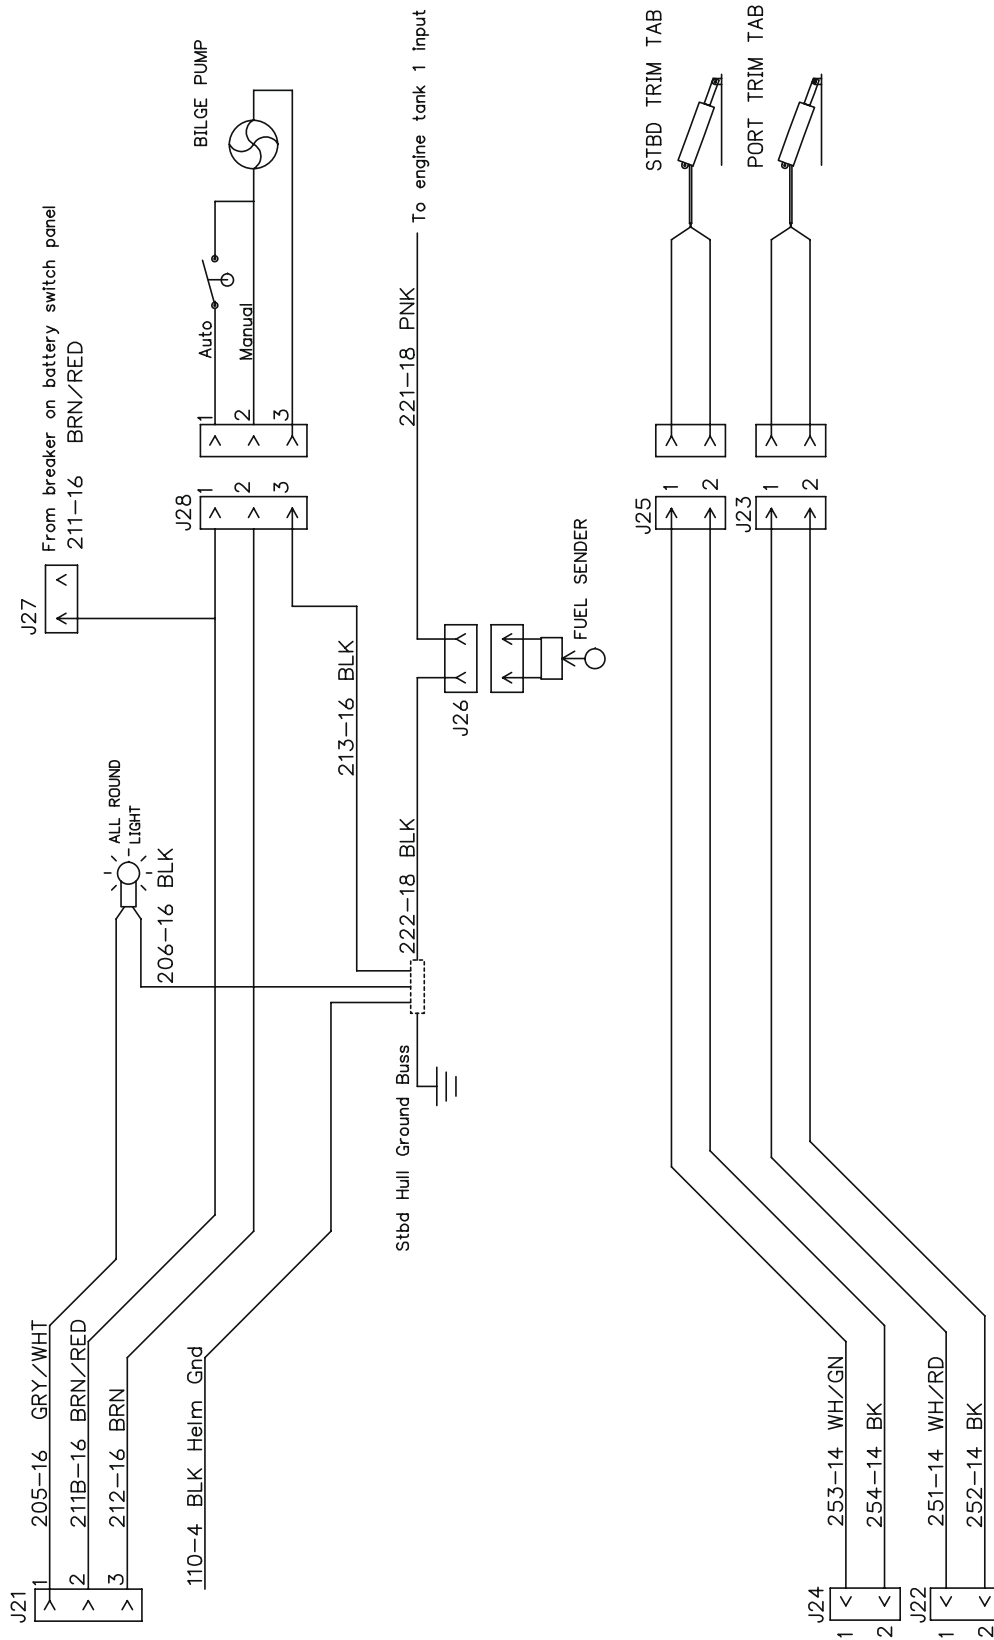 J21
1
2
3
205-16 GRY/WHT
211B-16 BRN/RED
212-16 BRN
110-4 BLK Helm Gnd
ALL ROUND
LIGHT
206-16 BLK
J27
From breaker on battery switch panel
211-16 BRN/RED
J28
1
2
3
1
2
3
Auto
Manual
BILGE PUMP
213-16 BLK
222-18 BLK
Stbd Hull Ground Buss
J26
FUEL SENDER
221-18 PNK
To engine tank 1 input
J24
1
2
253-14 WH/GN
254-14 BK
J22
1
2
251-14 WH/RD
252-14 BK
J25
1
2
J23
1
2
STBD TRIM TAB
PORT TRIM TAB